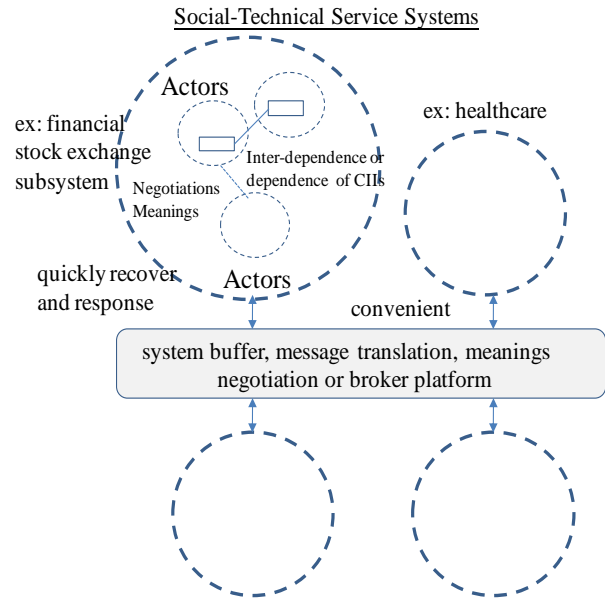 Social-Technical Service Systems
Actors
ex: financial
stock exchange
subsystem
ex: healthcare
Inter-dependence or
dependence of CIIs
Negotiations
Meanings
Actors
quickly recover
and response
convenient
system buffer, message translation, meanings
negotiation or broker platform